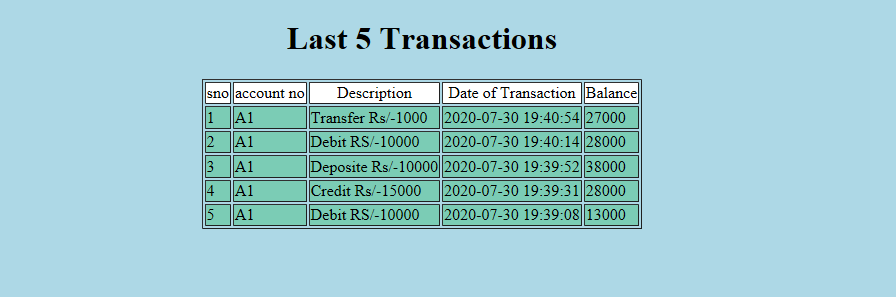 Last 5 Transactions
sno account no Description Date of Transaction Balance
1 A1 Transfer Rs/-1000 2020-07-30 19:40:54 27000
2 A1 Debit RS/-10000 2020-07-30 19:40:14 28000
3 A1 Deposite Rs/-10000 2020-07-30 19:39:52 38000
4 A1 Credit Rs/-15000 2020-07-30 19:39:31 28000
5 A1 Debit RS/-10000 2020-07-30 19:39:08 13000